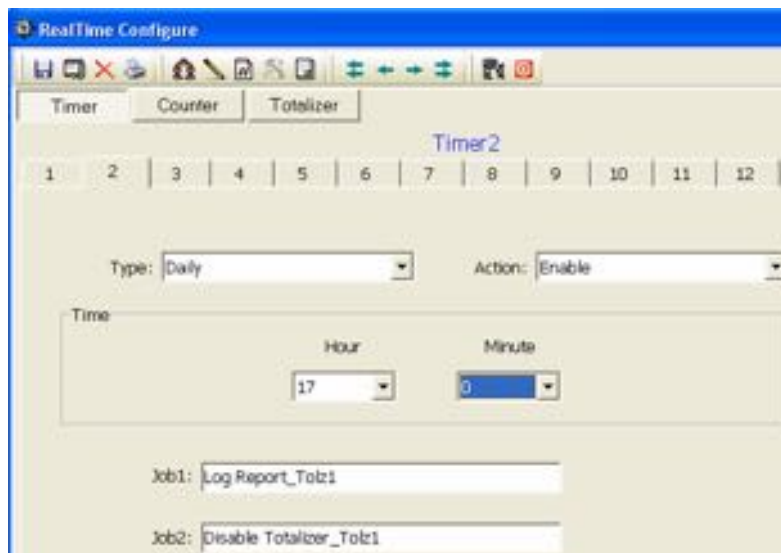 RealTime Configure
Timer Counter Totalizer
Timer2
1 2 3 4 5 6 7 8 9 10 11 12
Type: Daily Action: Enable
Time
Hour Minute
17 0
Job1: Log Report_Tolz1
Job2: Disable Totalizer_Tolz1